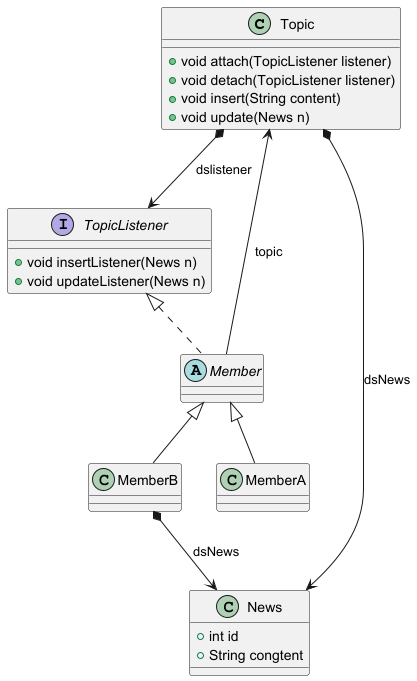 C Topic
void attach(TopicListener listener)
void detach(TopicListener listener)
void insert(String content)
void update(News n)
dslistener
I TopicListener
void insertListener(News n)
void updateListener(News n)
topic
A Member
dsNews
C MemberB
C MemberA
dsNews
C News
int id
String congtent